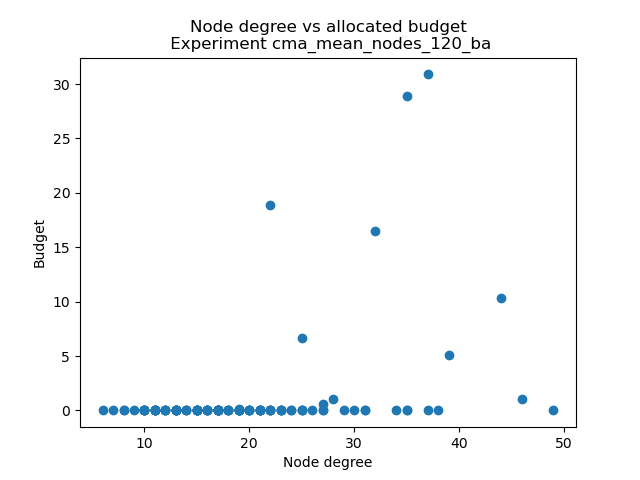 Node degree vs allocated budget
Experiment cma_mean_nodes_120_ba
30
25
20
15
10
5
0
Budget
10 20 30 40 50
Node degree